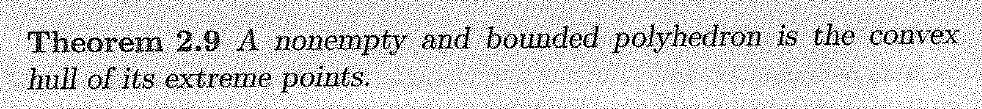 Theorem 2.9 A nonempty and bounded polyhedron is the convex
hull of its extreme points.